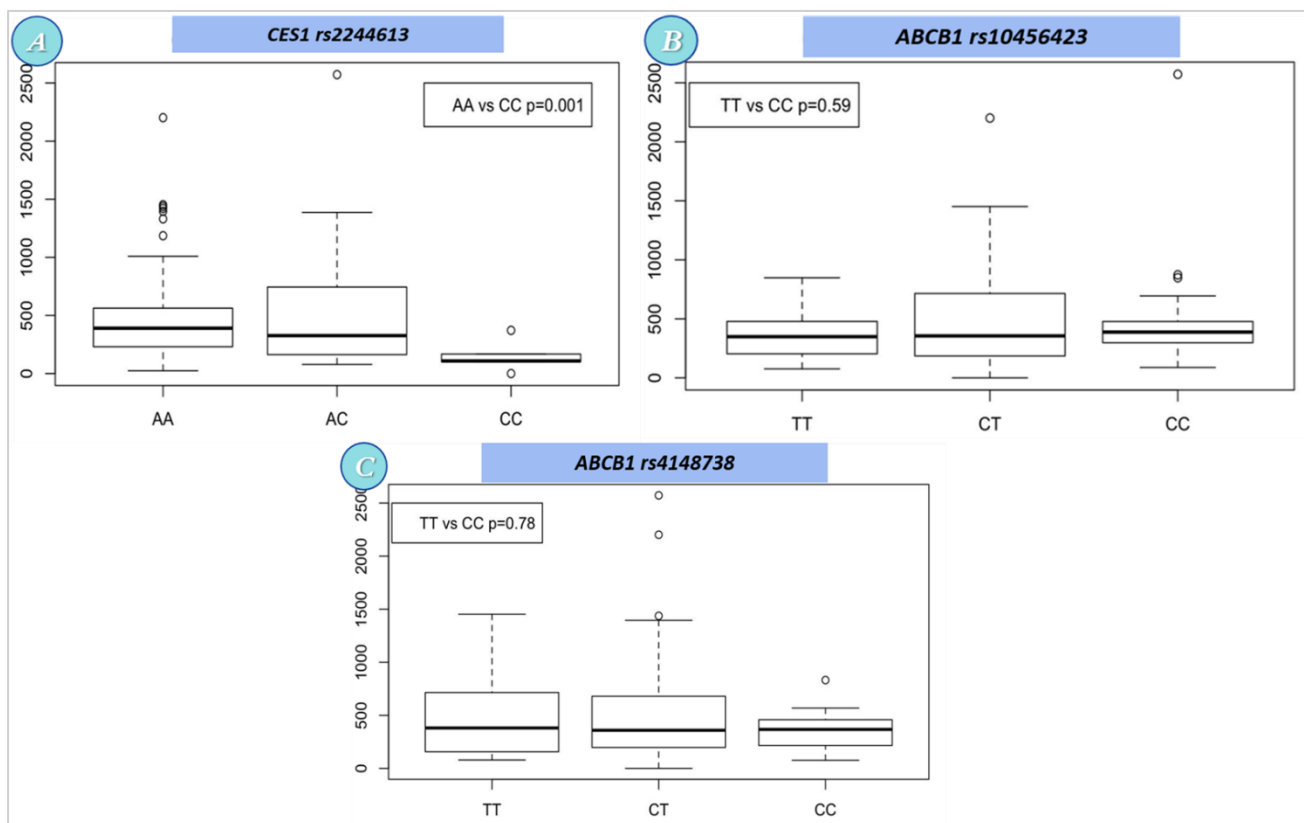 A
CES1 rs2244613
AA vs CC p=0.001
2500
2000
1500
1000
500
0
AA AC CC
B
ABCB1 rs10456423
TT vs CC p=0.59
2500
2000
1500
1000
500
0
TT CT CC
C
ABCB1 rs4148738
TT vs CC p=0.78
2500
2000
1500
1000
500
0
TT CT CC